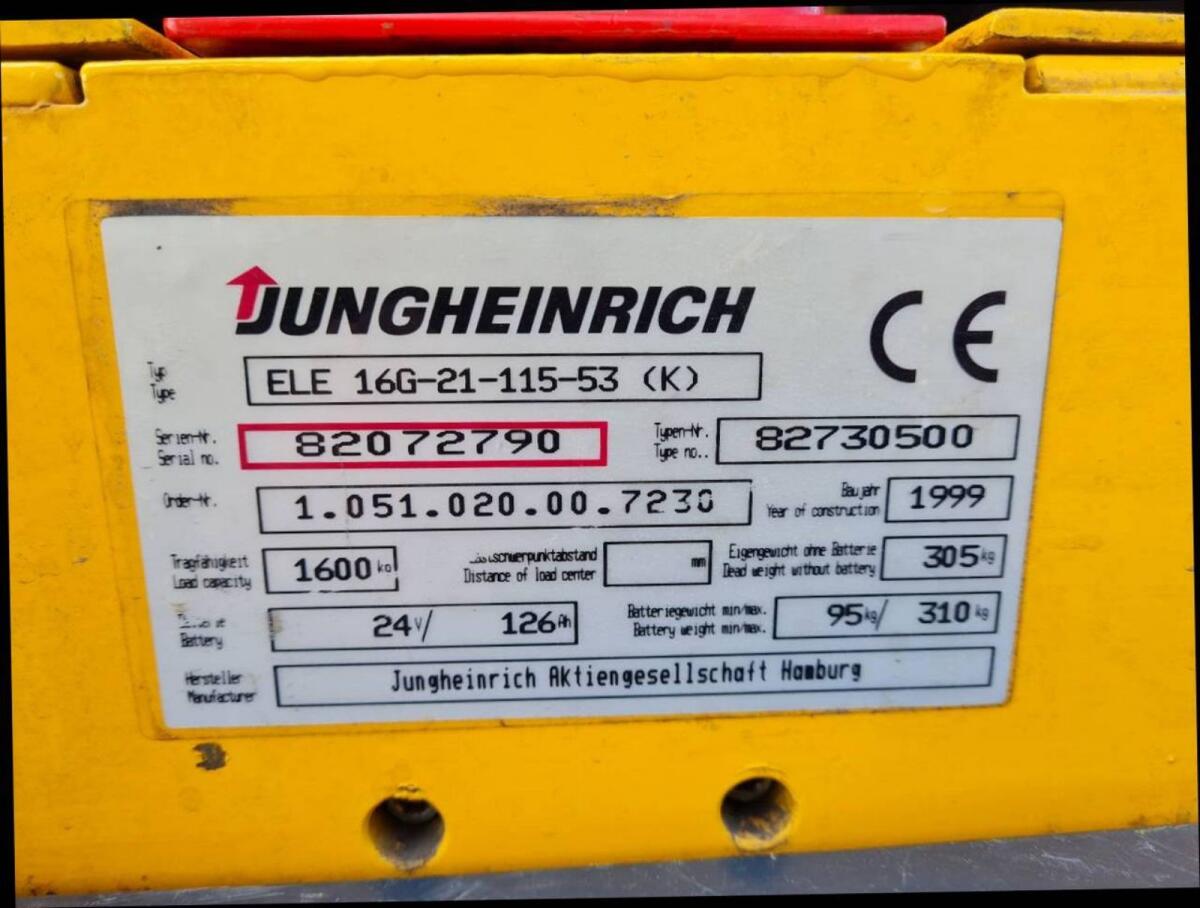 JUNGHEINRICH
CE
Typ
Type
ELE 16G-21-115-53 (K)
Serien-Nr.
Serial no.
82072790
Typen-Nr.
Type no..
82730500
Order-Nr.
1.051.020.00.7230
Baujahr
Year of construction
1999
Tragfähigkeit
Load capacity
1600 kg
Distance of load center
mm
Eigengewicht ohne Batterie
Dead weight without battery
305 kg
Battery
24 V/ 126 Ah
Batteriegewicht min/max.
Battery weight min/max.
95 kg/ 310 kg
Hersteller
Manufacturer
Jungheinrich Aktiengesellschaft Hamburg